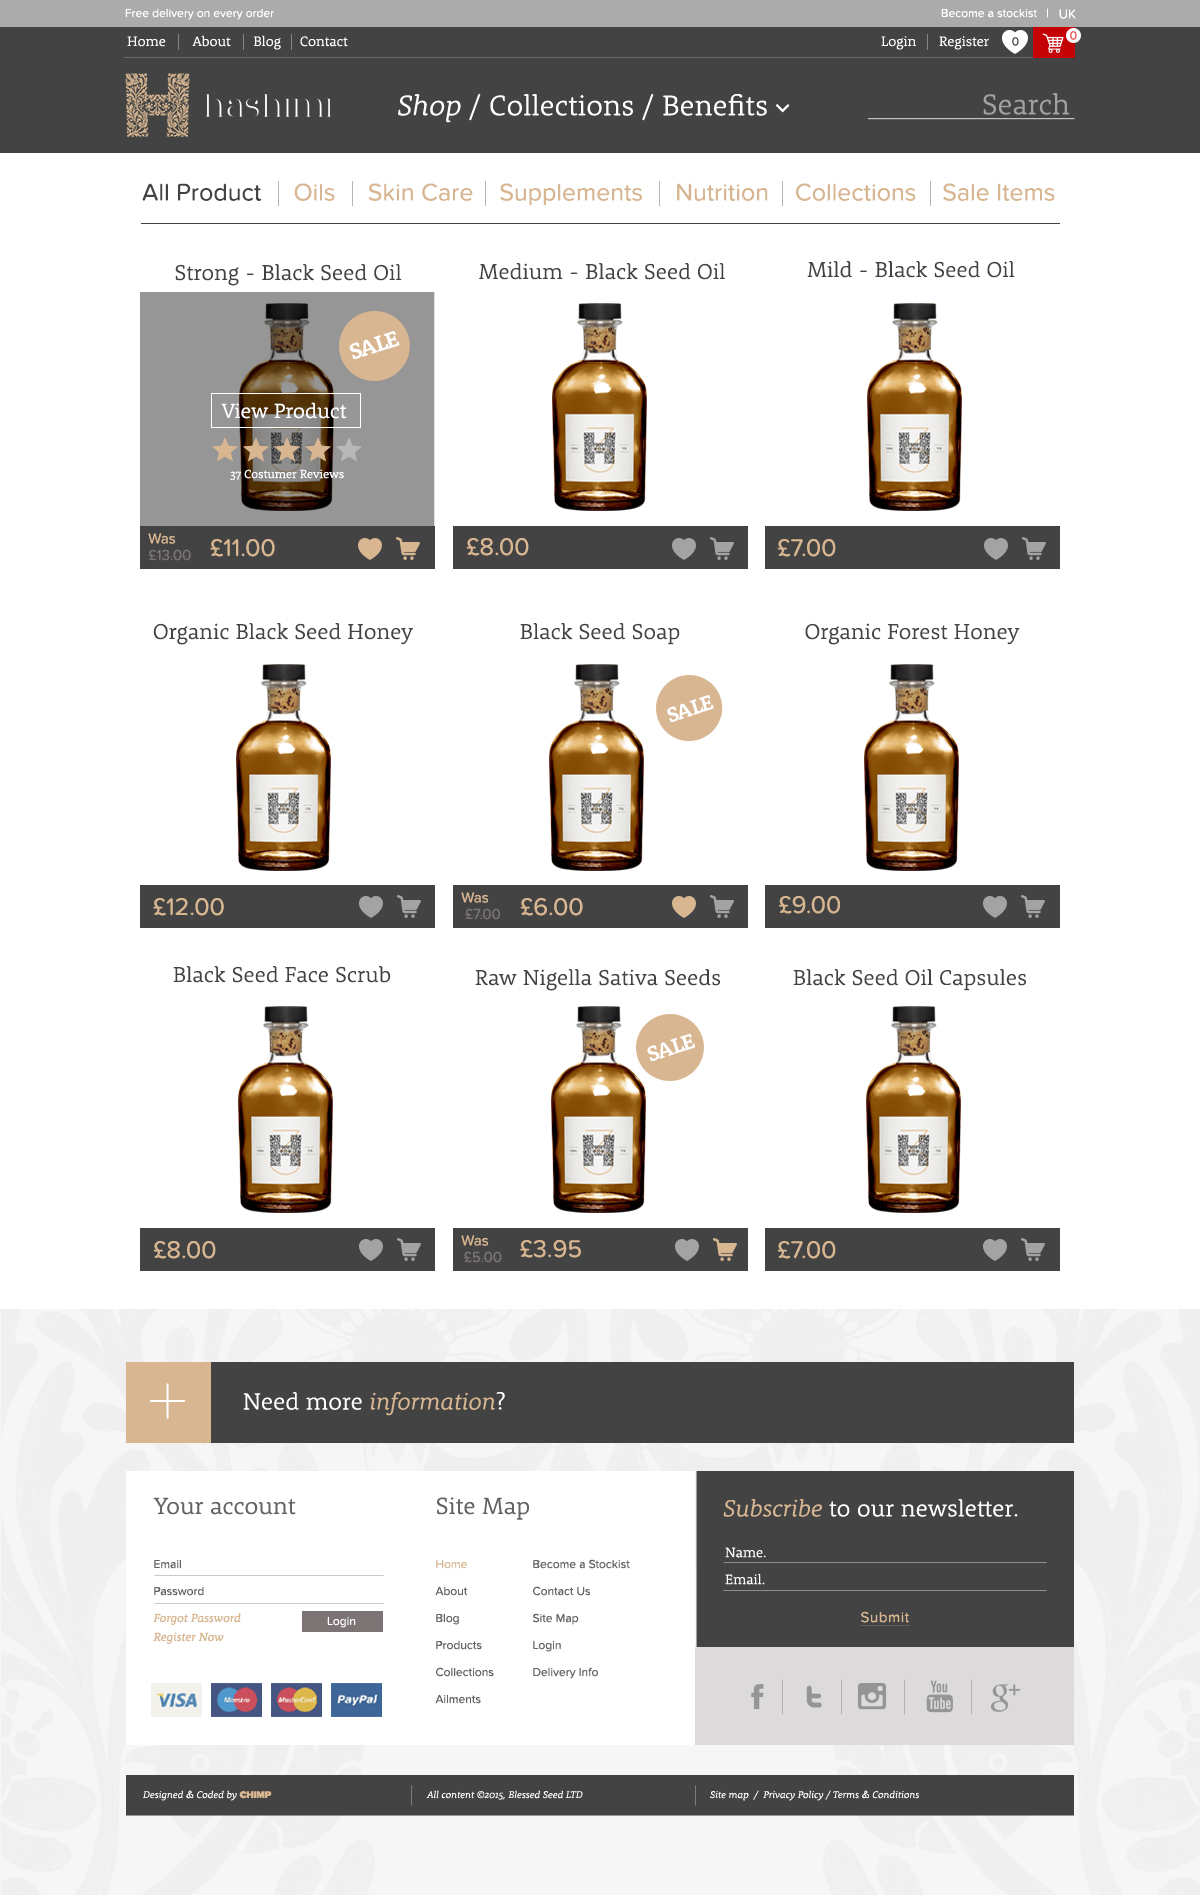 Free delivery on every order
Become a stockist | UK
Home | About | Blog | Contact
Login | Register 0 0
H hashimi
Shop / Collections / Benefits
Search
All Product | Oils | Skin Care | Supplements | Nutrition | Collections | Sale Items
Strong - Black Seed Oil
Medium - Black Seed Oil
Mild - Black Seed Oil
SALE
View Product
37 Costumer Reviews
H
H
H
Was
£13.00
£11.00
£8.00
£7.00
Organic Black Seed Honey
Black Seed Soap
Organic Forest Honey
SALE
H
H
H
£12.00
Was
£7.00
£6.00
£9.00
Black Seed Face Scrub
Raw Nigella Sativa Seeds
Black Seed Oil Capsules
SALE
H
H
H
£8.00
Was
£5.00
£3.95
£7.00
Need more information?
Your account
Email
Password
Forgot Password
Register Now
Login
VISA
Maestro
MasterCard
PayPal
Site Map
Home
About
Blog
Products
Collections
Ailments
Become a Stockist
Contact Us
Site Map
Login
Delivery Info
Subscribe to our newsletter.
Name.
Email.
Submit
f
t
You
Tube
g+
Designed & Coded by CHIMP
All content ©2015, Blessed Seed LTD
Site map / Privacy Policy / Terms & Conditions